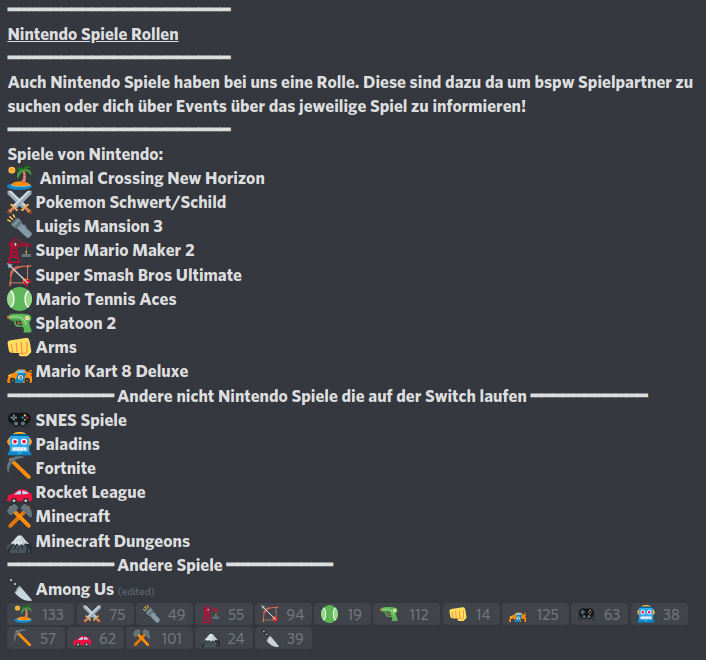 Nintendo Spiele Rollen
Auch Nintendo Spiele haben bei uns eine Rolle. Diese sind dazu da um bspw Spielpartner zu
suchen oder dich über Events über das jeweilige Spiel zu informieren!
Spiele von Nintendo:
Animal Crossing New Horizon
Pokemon Schwert/Schild
Luigis Mansion 3
Super Mario Maker 2
Super Smash Bros Ultimate
Mario Tennis Aces
Splatoon 2
Arms
Mario Kart 8 Deluxe
Andere nicht Nintendo Spiele die auf der Switch laufen
SNES Spiele
Paladins
Fortnite
Rocket League
Minecraft
Minecraft Dungeons
Andere Spiele
Among Us (edited)
133 75 49 55 94 19 112 14 125 63 38
57 62 101 24 39